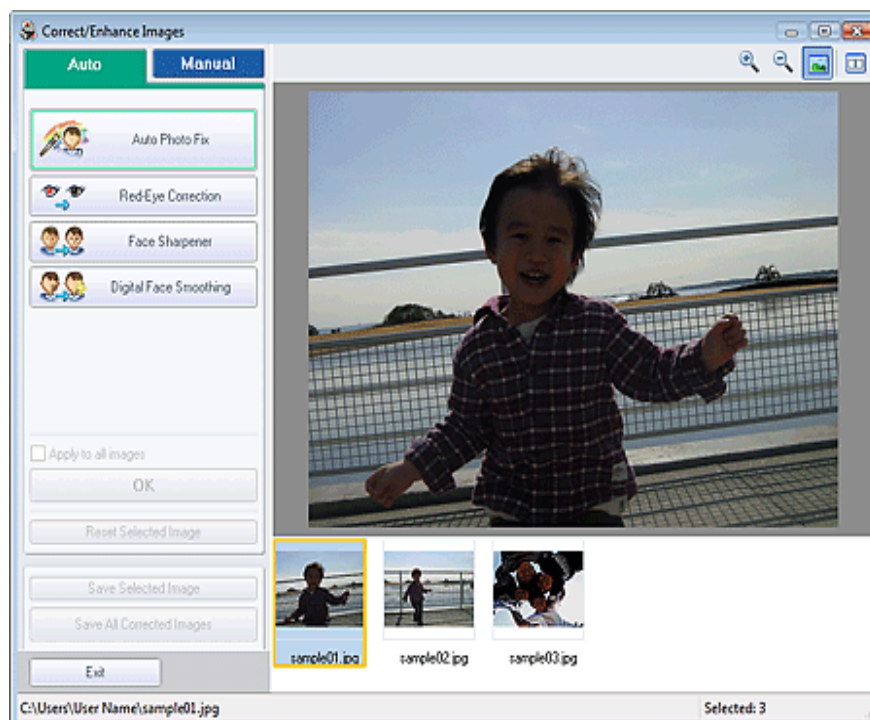 Correct/Enhance Images
Auto
Manual
Auto Photo Fix
Red-Eye Correction
Face Sharpener
Digital Face Smoothing
Apply to all images
OK
Reset Selected Image
Save Selected Image
Save All Corrected Images
Exit
sample01.jpg
sample02.jpg
sample03.jpg
C:\Users\User Name\sample01.jpg
Selected: 3